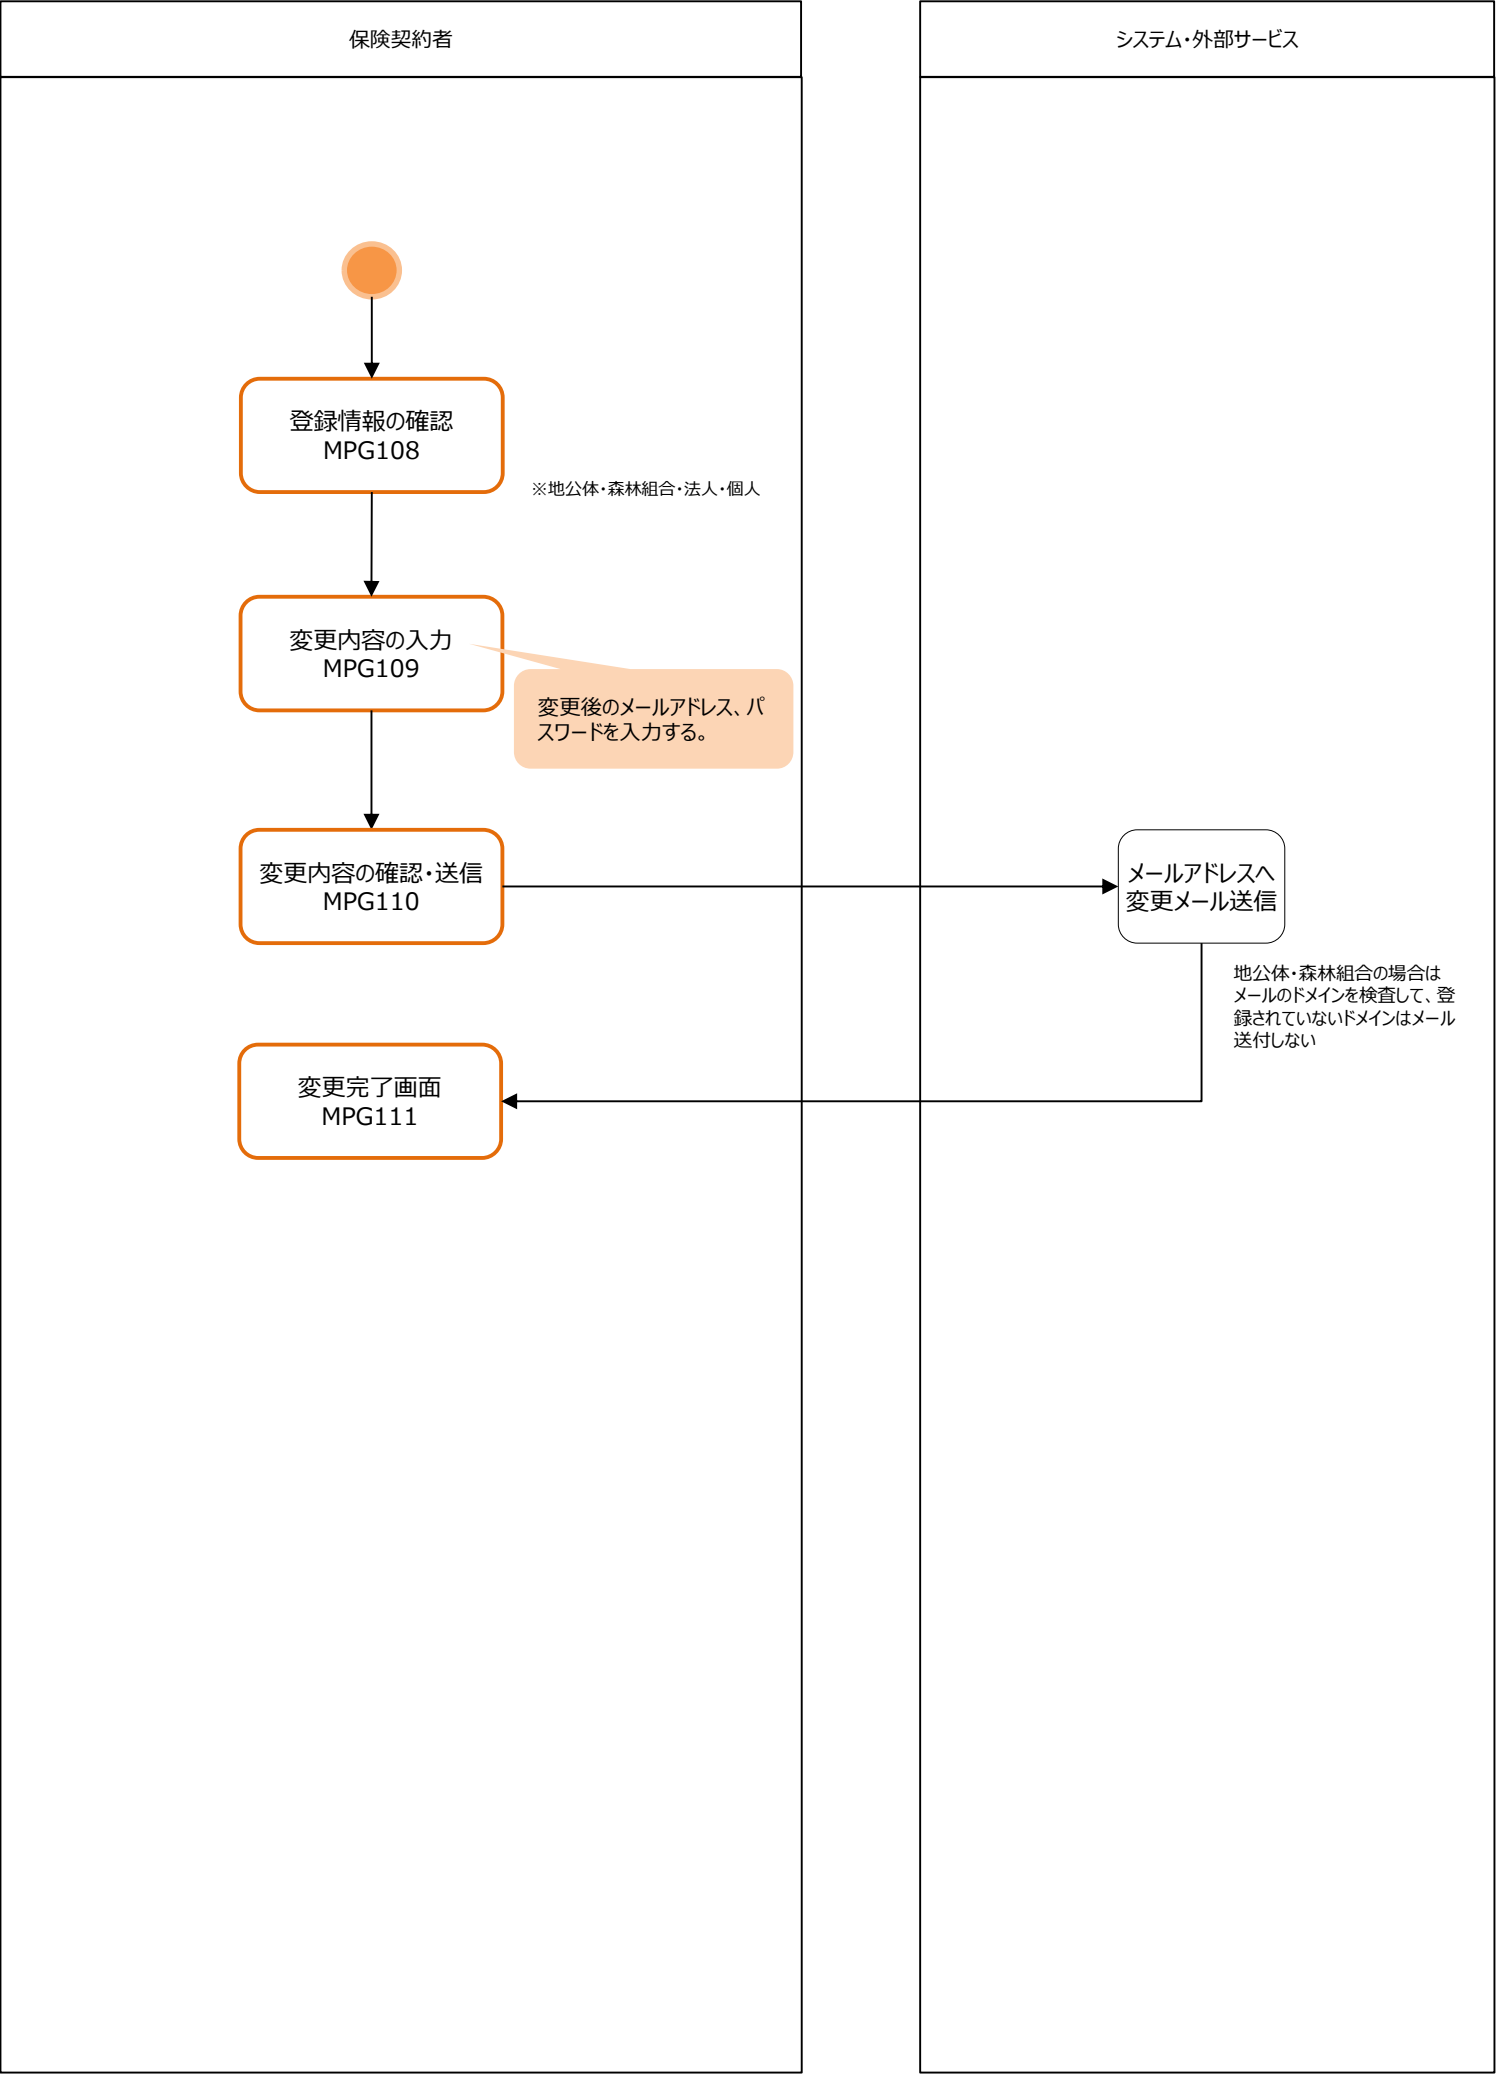 保険契約者
システム・外部サービス
登録情報の確認
MPG108
※地公体・森林組合・法人・個人
変更内容の入力
MPG109
変更後のメールアドレス、パ
スワードを入力する。
変更内容の確認・送信
MPG110
メールアドレスへ
変更メール送信
地公体・森林組合の場合は
メールのドメインを検査して、登
録されていないドメインはメール
送付しない
変更完了画面
MPG111